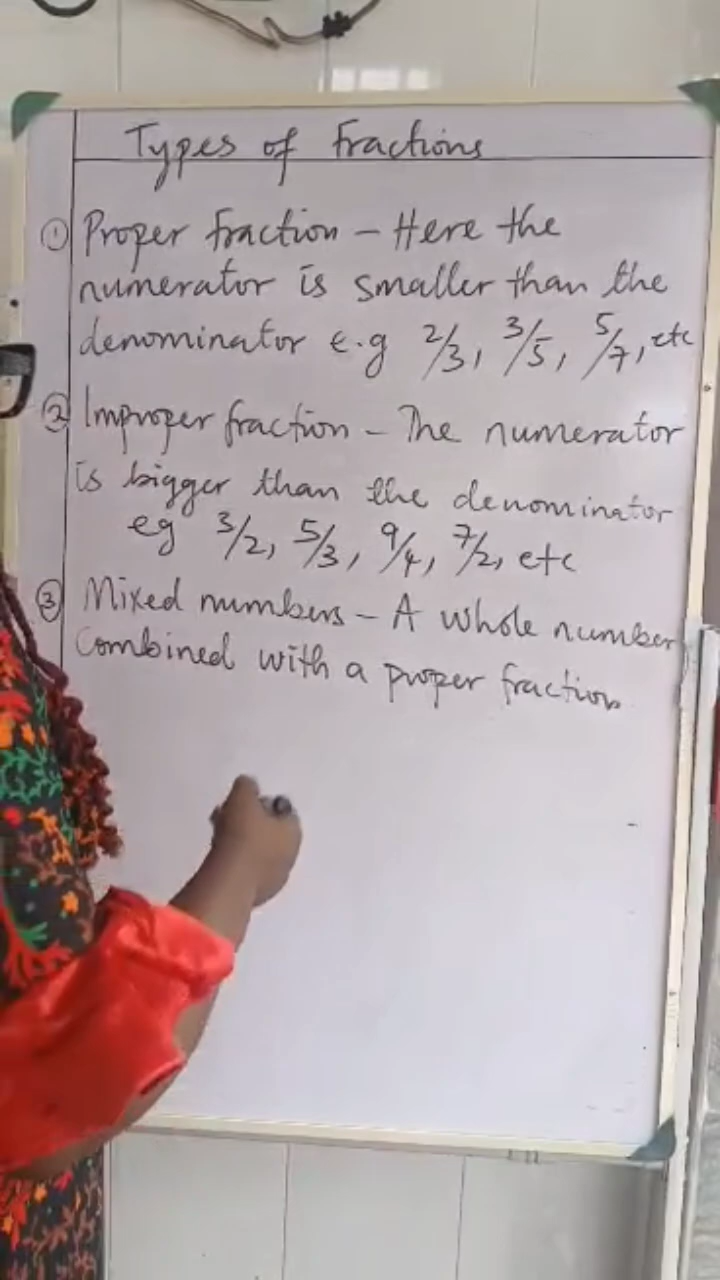 Types of Fractions
① Proper fraction - Here the
numerator is smaller than the
denominator e.g 2/3, 3/5, 5/7, etc
② Improper fraction - The numerator
is bigger than the denominator
eg 3/2, 5/3, 9/4, 7/2, etc
③ Mixed numbers - A whole number
Combined with a proper fraction